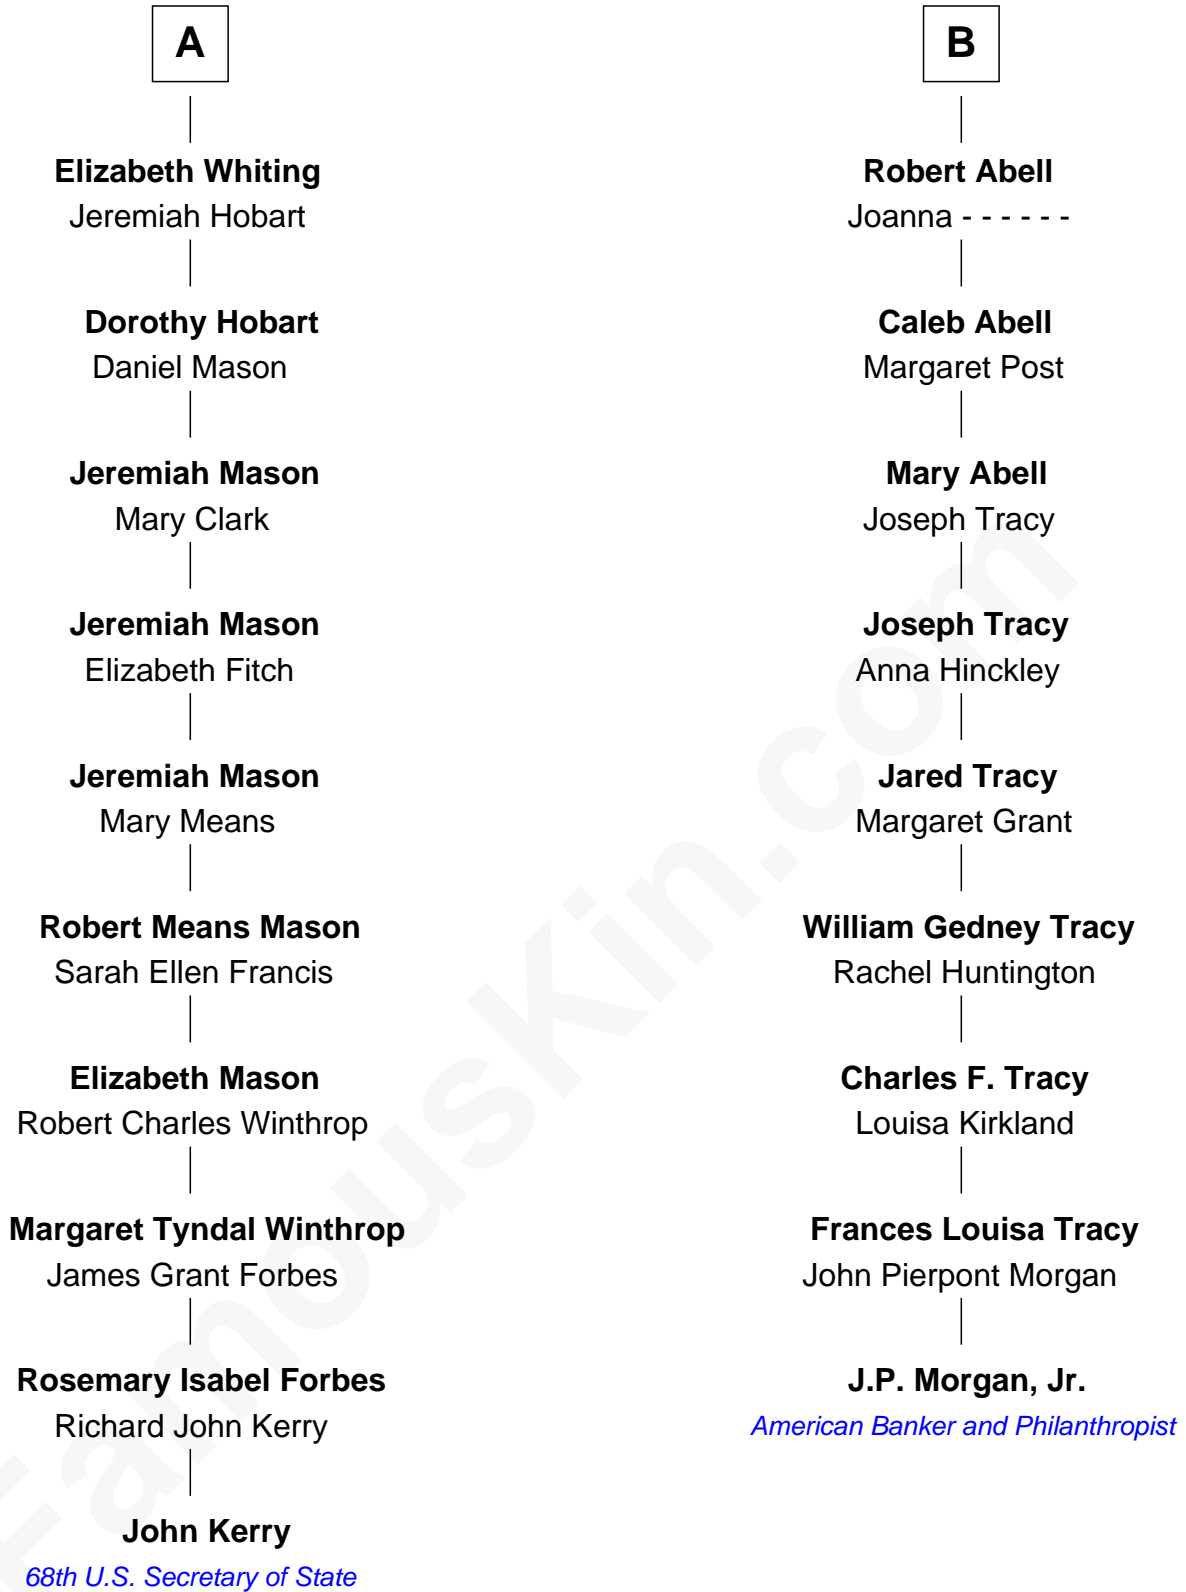 A
Elizabeth Whiting
Jeremiah Hobart
Dorothy Hobart
Daniel Mason
Jeremiah Mason
Mary Clark
Jeremiah Mason
Elizabeth Fitch
Jeremiah Mason
Mary Means
Robert Means Mason
Sarah Ellen Francis
Elizabeth Mason
Robert Charles Winthrop
Margaret Tyndal Winthrop
James Grant Forbes
Rosemary Isabel Forbes
Richard John Kerry
John Kerry
68th U.S. Secretary of State
B
Robert Abell
Joanna - - - - - -
Caleb Abell
Margaret Post
Mary Abell
Joseph Tracy
Joseph Tracy
Anna Hinckley
Jared Tracy
Margaret Grant
William Gedney Tracy
Rachel Huntington
Charles F. Tracy
Louisa Kirkland
Frances Louisa Tracy
John Pierpont Morgan
J.P. Morgan, Jr.
American Banker and Philanthropist
FamousKin.com